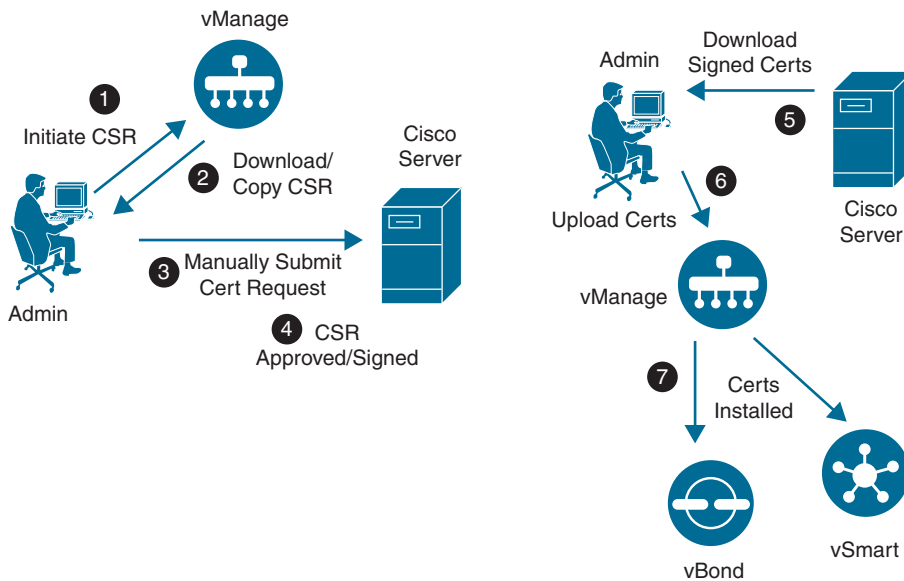 vManage
1
Initiate CSR
2
Download/
Copy CSR
Cisco
Server
3
Manually Submit
Cert Request
Admin
4
CSR
Approved/Signed
Admin
Download
Signed Certs
5
6
Upload Certs
Cisco
Server
vManage
7
Certs
Installed
vBond
vSmart